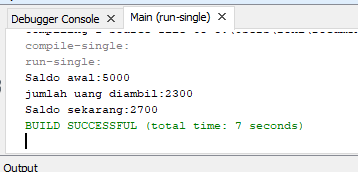 Debugger Console
Main (run-single)
compile-single:
run-single:
Saldo awal:5000
jumlah uang diambil:2300
Saldo sekarang:2700
BUILD SUCCESSFUL (total time: 7 seconds)
Output